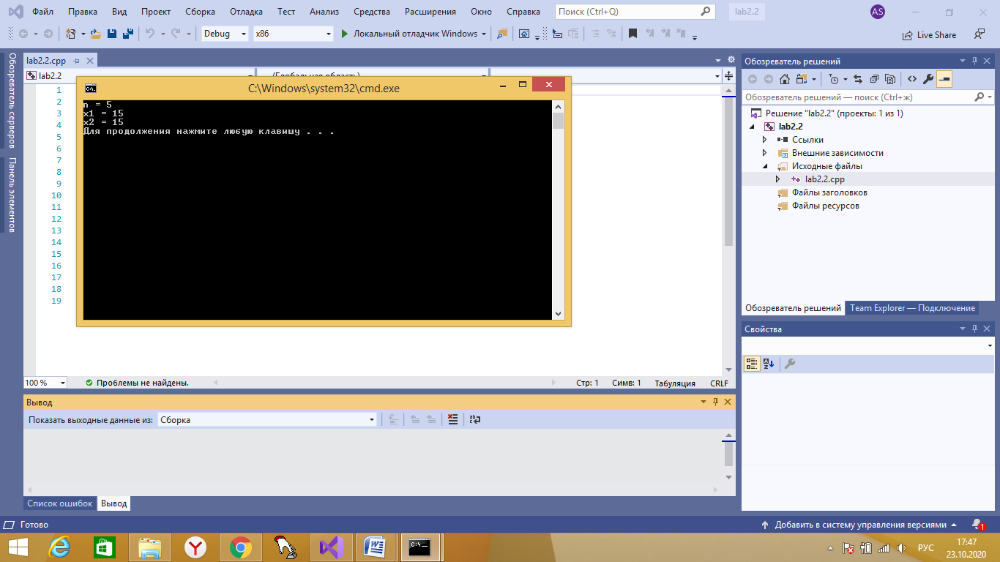 Файл Правка Вид Проект Сборка Отладка Тест Анализ Средства Расширения Окно Справка Поиск (Ctrl+Q) lab2.2 AS
Debug x86 Локальный отладчик Windows Live Share
Обозреватель серверов
Панель элементов
lab2.2.cpp
lab2.2 (Глобальная область)
1
2
3
4
5
6
7
8
9
10
11
12
13
14
15
16
17
18
19
C:\Windows\system32\cmd.exe
n = 5
x1 = 15
x2 = 15
Для продолжения нажмите любую клавишу . . .
100 % Проблемы не найдены. Стр: 1 Симв: 1 Табуляция CRLF
Вывод
Показать выходные данные из: Сборка
Список ошибок Вывод
Обозреватель решений
Обозреватель решений — поиск (Ctrl+ж)
Решение "lab2.2" (проекты: 1 из 1)
lab2.2
Ссылки
Внешние зависимости
Исходные файлы
lab2.2.cpp
Файлы заголовков
Файлы ресурсов
Обозреватель решений Team Explorer — Подключение
Свойства
Готово Добавить в систему управления версиями 1
РУС 17:47
23.10.2020